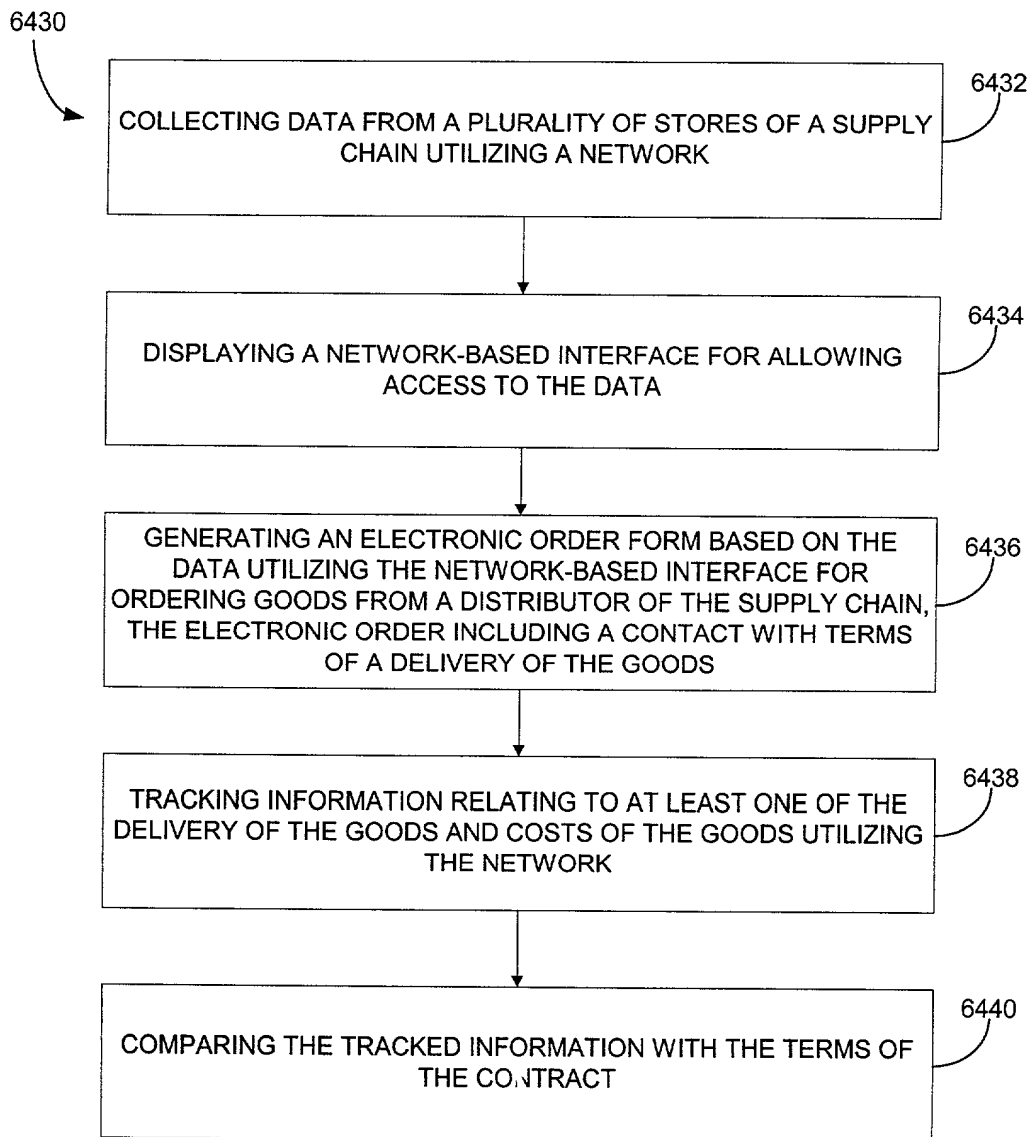 6430
6432
COLLECTING DATA FROM A PLURALITY OF STORES OF A SUPPLY
CHAIN UTILIZING A NETWORK
6434
DISPLAYING A NETWORK-BASED INTERFACE FOR ALLOWING
ACCESS TO THE DATA
6436
GENERATING AN ELECTRONIC ORDER FORM BASED ON THE
DATA UTILIZING THE NETWORK-BASED INTERFACE FOR
ORDERING GOODS FROM A DISTRIBUTOR OF THE SUPPLY CHAIN,
THE ELECTRONIC ORDER INCLUDING A CONTACT WITH TERMS
OF A DELIVERY OF THE GOODS
6438
TRACKING INFORMATION RELATING TO AT LEAST ONE OF THE
DELIVERY OF THE GOODS AND COSTS OF THE GOODS UTILIZING
THE NETWORK
6440
COMPARING THE TRACKED INFORMATION WITH THE TERMS OF
THE CONTRACT